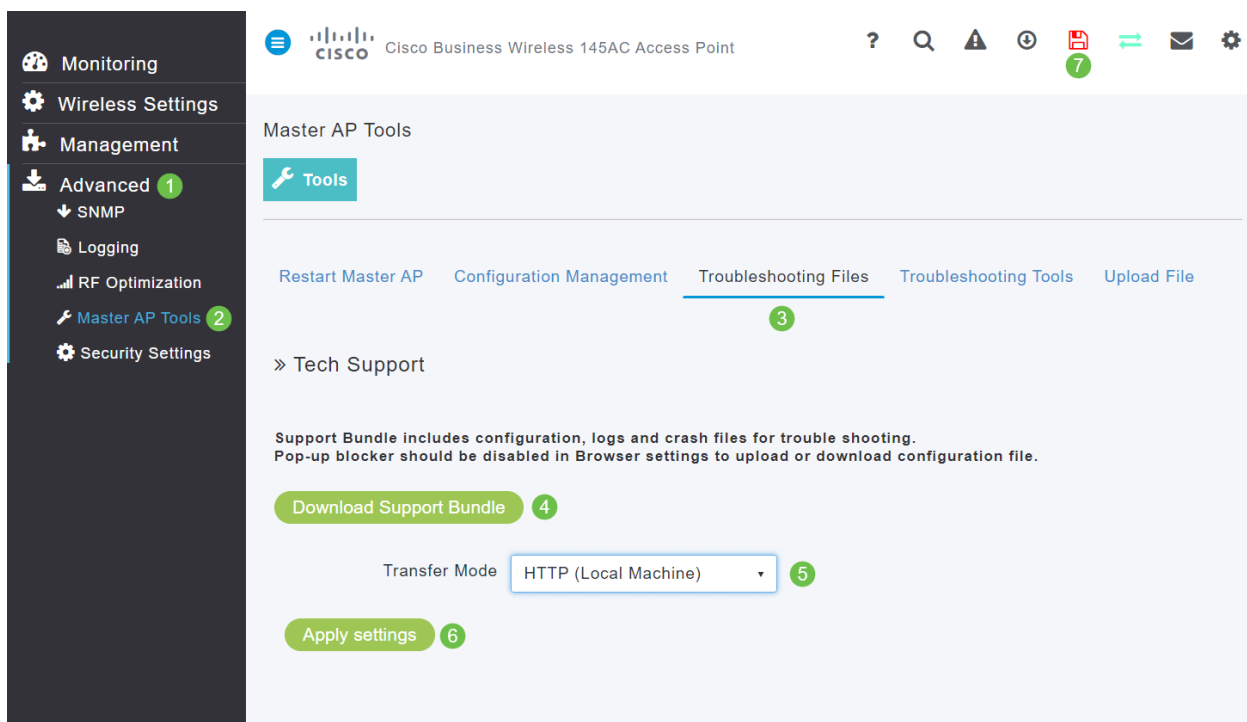 Monitoring
Wireless Settings
Management
Advanced 1
SNMP
Logging
RF Optimization
Master AP Tools 2
Security Settings
CISCO Cisco Business Wireless 145AC Access Point ?
7
Master AP Tools
Tools
Restart Master AP Configuration Management Troubleshooting Files Troubleshooting Tools Upload File
3
» Tech Support
Support Bundle includes configuration, logs and crash files for trouble shooting.
Pop-up blocker should be disabled in Browser settings to upload or download configuration file.
Download Support Bundle 4
Transfer Mode HTTP (Local Machine) 5
Apply settings 6